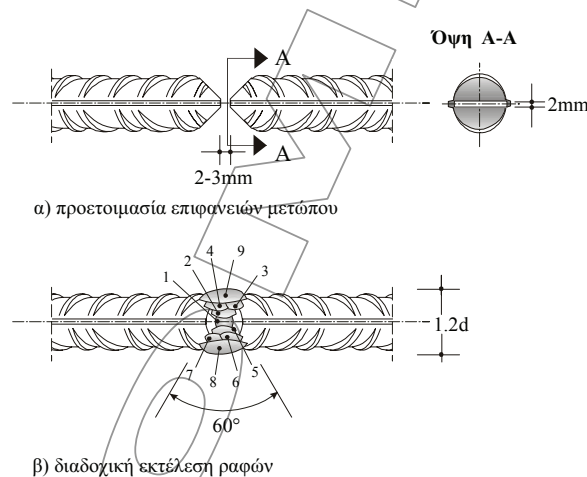 Όψη Α-Α
Α
2mm
Α
2-3mm
α) προετοιμασία επιφανειών μετώπου
4 9
2 3
1
1.2d
7 8 6 5
60°
β) διαδοχική εκτέλεση ραφών